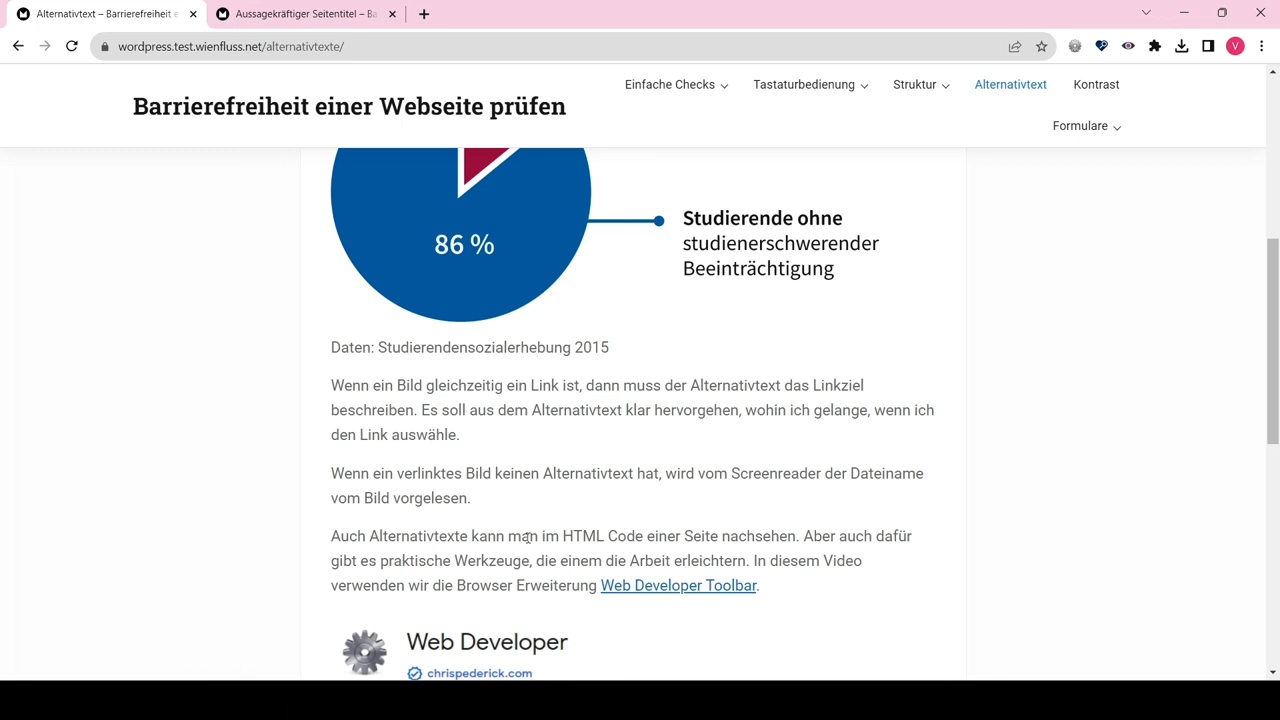 Alternativtext – Barrierefreiheit e
Aussagekräftiger Seitentitel – Ba
wordpress.test.wienfluss.net/alternativtexte/
V
Barrierefreiheit einer Webseite prüfen
Einfache Checks
Tastaturbedienung
Struktur
Alternativtext
Kontrast
Formulare
86 %
Studierende ohne
studienerschwerender
Beeinträchtigung
Daten: Studierendensozialerhebung 2015
Wenn ein Bild gleichzeitig ein Link ist, dann muss der Alternativtext das Linkziel
beschreiben. Es soll aus dem Alternativtext klar hervorgehen, wohin ich gelange, wenn ich
den Link auswähle.
Wenn ein verlinktes Bild keinen Alternativtext hat, wird vom Screenreader der Dateiname
vom Bild vorgelesen.
Auch Alternativtexte kann man im HTML Code einer Seite nachsehen. Aber auch dafür
gibt es praktische Werkzeuge, die einem die Arbeit erleichtern. In diesem Video
verwenden wir die Browser Erweiterung Web Developer Toolbar.
Web Developer
chrispederick.com